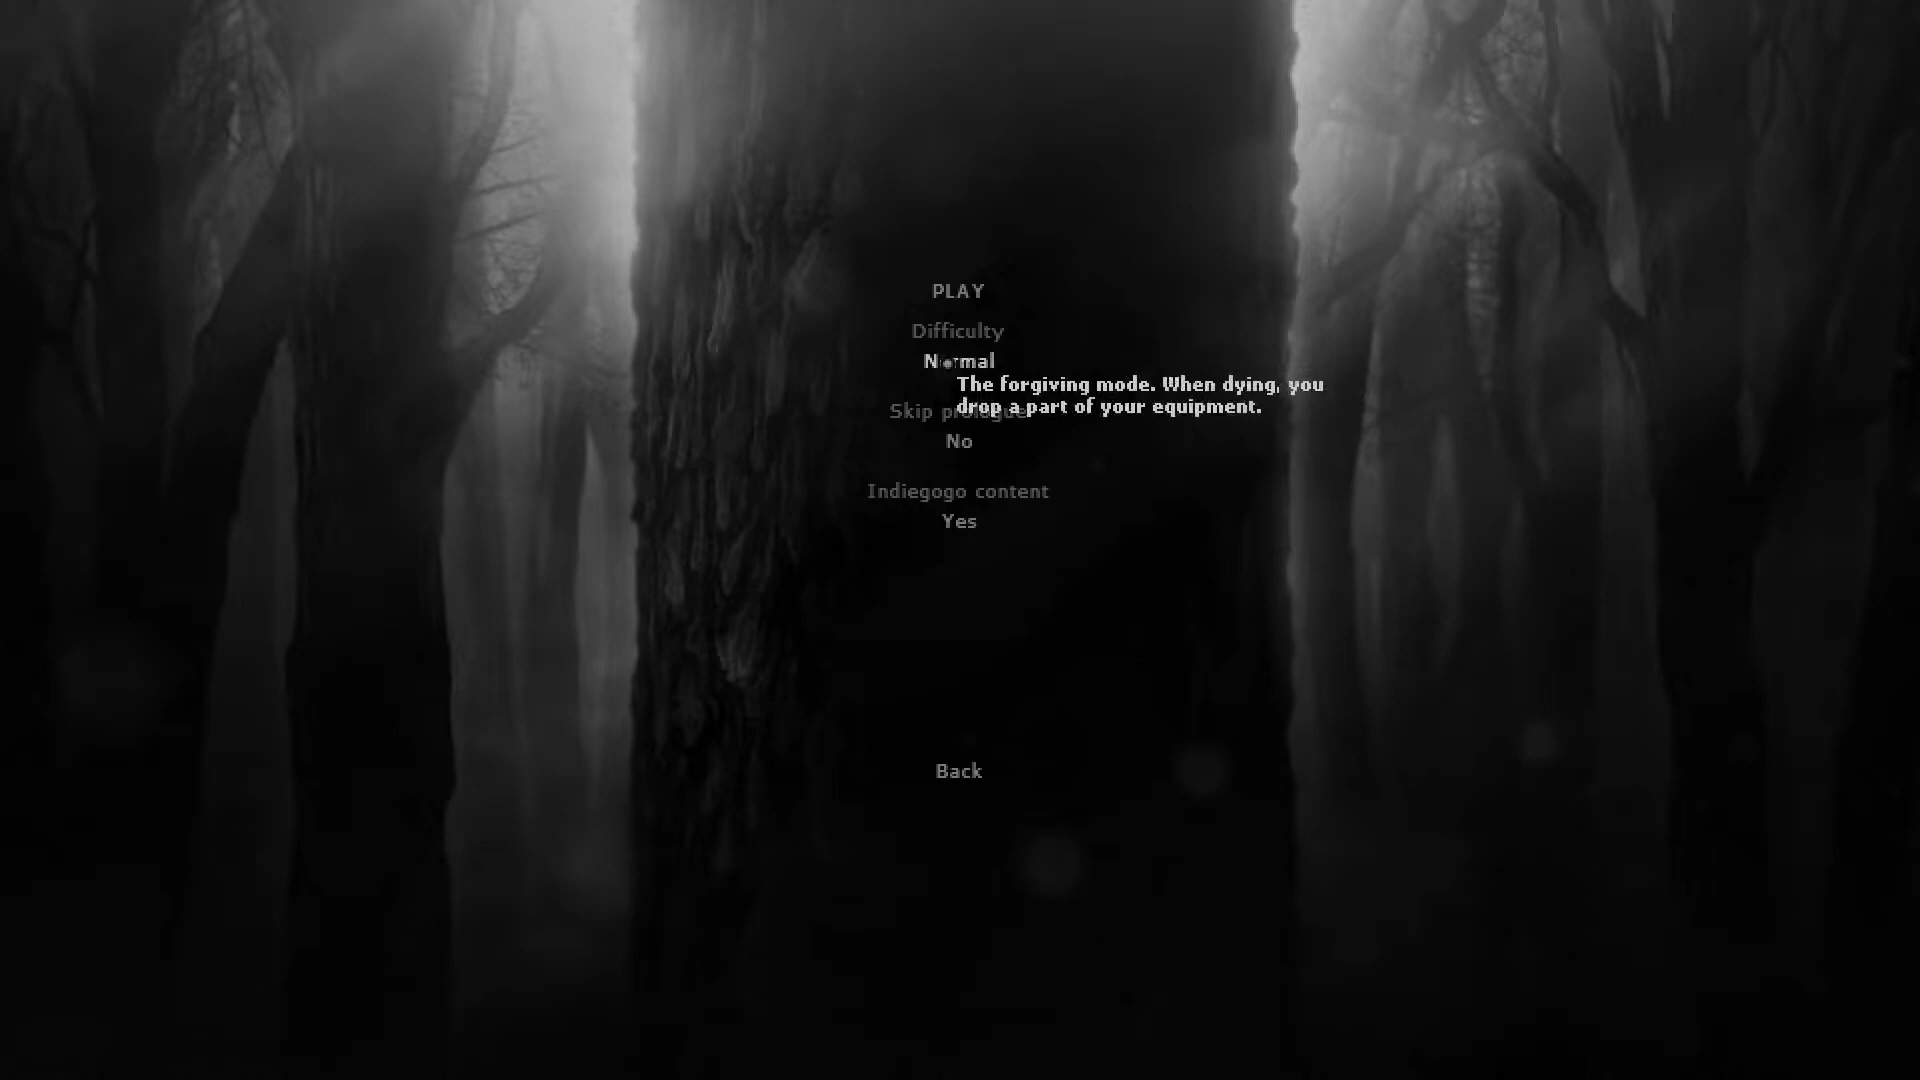 PLAY
Difficulty
Normal
The forgiving mode. When dying, you
drop a part of your equipment.
Skip prologue
No
Indiegogo content
Yes
Back